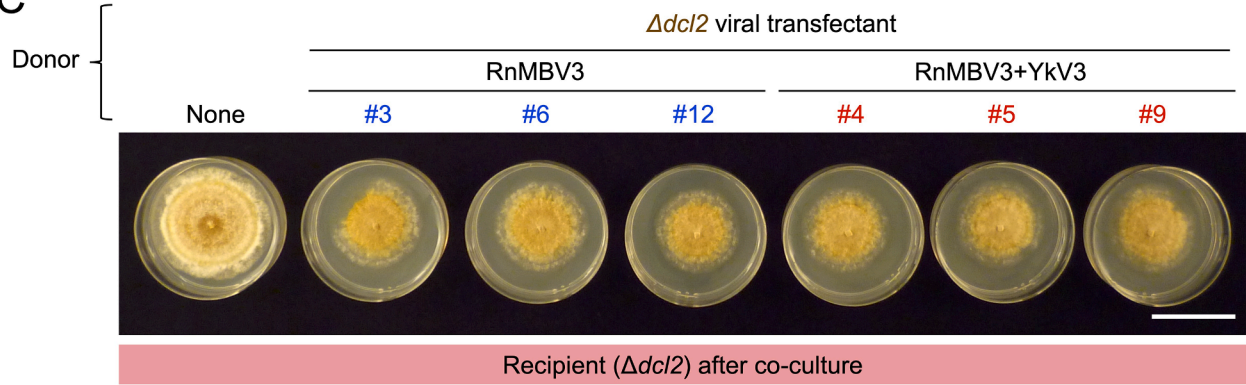 C
Δdcl2 viral transfectant
Donor
RnMBV3
RnMBV3+YkV3
None
#3
#6
#12
#4
#5
#9
Recipient (Δdcl2) after co-culture